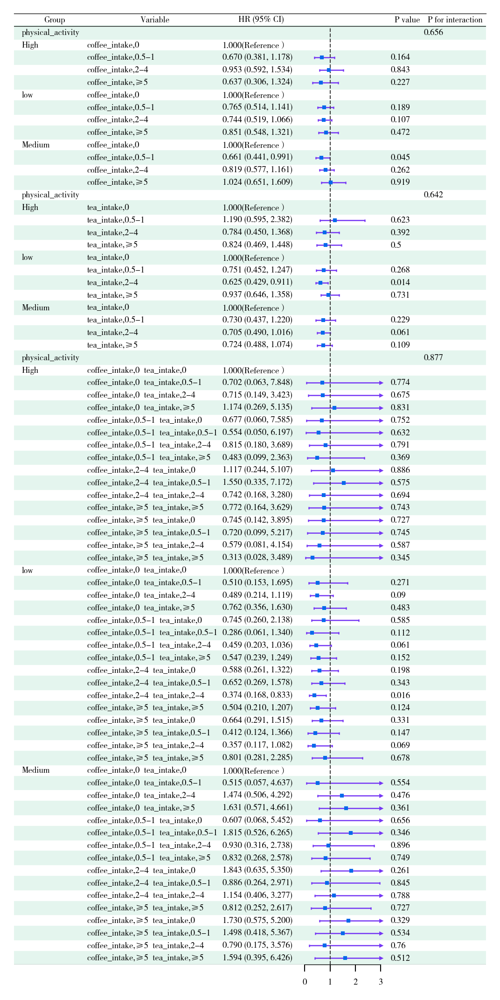 Group Variable HR (95% CI) P value P for interaction
physical_activity 0.656
High coffee_intake,0 1.000(Reference )
coffee_intake,0.5−1 0.670 (0.381, 1.178) 0.164
coffee_intake,2−4 0.953 (0.592, 1.534) 0.843
coffee_intake,≥5 0.637 (0.306, 1.324) 0.227
low coffee_intake,0 1.000(Reference )
coffee_intake,0.5−1 0.765 (0.514, 1.141) 0.189
coffee_intake,2−4 0.744 (0.519, 1.066) 0.107
coffee_intake,≥5 0.851 (0.548, 1.321) 0.472
Medium coffee_intake,0 1.000(Reference )
coffee_intake,0.5−1 0.661 (0.441, 0.991) 0.045
coffee_intake,2−4 0.819 (0.577, 1.161) 0.262
coffee_intake,≥5 1.024 (0.651, 1.609) 0.919
physical_activity 0.642
High tea_intake,0 1.000(Reference )
tea_intake,0.5−1 1.190 (0.595, 2.382) 0.623
tea_intake,2−4 0.784 (0.450, 1.368) 0.392
tea_intake,≥5 0.824 (0.469, 1.448) 0.5
low tea_intake,0 1.000(Reference )
tea_intake,0.5−1 0.751 (0.452, 1.247) 0.268
tea_intake,2−4 0.625 (0.429, 0.911) 0.014
tea_intake,≥5 0.937 (0.646, 1.358) 0.731
Medium tea_intake,0 1.000(Reference )
tea_intake,0.5−1 0.730 (0.437, 1.220) 0.229
tea_intake,2−4 0.705 (0.490, 1.016) 0.061
tea_intake,≥5 0.724 (0.488, 1.074) 0.109
physical_activity 0.877
High coffee_intake,0 tea_intake,0 1.000(Reference )
coffee_intake,0 tea_intake,0.5−1 0.702 (0.063, 7.848) 0.774
coffee_intake,0 tea_intake,2−4 0.715 (0.149, 3.423) 0.675
coffee_intake,0 tea_intake,≥5 1.174 (0.269, 5.135) 0.831
coffee_intake,0.5−1 tea_intake,0 0.677 (0.060, 7.585) 0.752
coffee_intake,0.5−1 tea_intake,0.5−1 0.554 (0.050, 6.197) 0.632
coffee_intake,0.5−1 tea_intake,2−4 0.815 (0.180, 3.689) 0.791
coffee_intake,0.5−1 tea_intake,≥5 0.483 (0.099, 2.363) 0.369
coffee_intake,2−4 tea_intake,0 1.117 (0.244, 5.107) 0.886
coffee_intake,2−4 tea_intake,0.5−1 1.550 (0.335, 7.172) 0.575
coffee_intake,2−4 tea_intake,2−4 0.742 (0.168, 3.280) 0.694
coffee_intake,≥5 tea_intake,≥5 0.772 (0.164, 3.629) 0.743
coffee_intake,≥5 tea_intake,0 0.745 (0.142, 3.895) 0.727
coffee_intake,≥5 tea_intake,0.5−1 0.720 (0.099, 5.217) 0.745
coffee_intake,≥5 tea_intake,2−4 0.579 (0.081, 4.154) 0.587
coffee_intake,≥5 tea_intake,≥5 0.313 (0.028, 3.489) 0.345
low coffee_intake,0 tea_intake,0 1.000(Reference )
coffee_intake,0 tea_intake,0.5−1 0.510 (0.153, 1.695) 0.271
coffee_intake,0 tea_intake,2−4 0.489 (0.214, 1.119) 0.09
coffee_intake,0 tea_intake,≥5 0.762 (0.356, 1.630) 0.483
coffee_intake,0.5−1 tea_intake,0 0.745 (0.260, 2.138) 0.585
coffee_intake,0.5−1 tea_intake,0.5−1 0.286 (0.061, 1.340) 0.112
coffee_intake,0.5−1 tea_intake,2−4 0.459 (0.203, 1.036) 0.061
coffee_intake,0.5−1 tea_intake,≥5 0.547 (0.239, 1.249) 0.152
coffee_intake,2−4 tea_intake,0 0.588 (0.261, 1.322) 0.198
coffee_intake,2−4 tea_intake,0.5−1 0.652 (0.269, 1.578) 0.343
coffee_intake,2−4 tea_intake,2−4 0.374 (0.168, 0.833) 0.016
coffee_intake,≥5 tea_intake,≥5 0.504 (0.210, 1.207) 0.124
coffee_intake,≥5 tea_intake,0 0.664 (0.291, 1.515) 0.331
coffee_intake,≥5 tea_intake,0.5−1 0.412 (0.124, 1.366) 0.147
coffee_intake,≥5 tea_intake,2−4 0.357 (0.117, 1.082) 0.069
coffee_intake,≥5 tea_intake,≥5 0.801 (0.281, 2.285) 0.678
Medium coffee_intake,0 tea_intake,0 1.000(Reference )
coffee_intake,0 tea_intake,0.5−1 0.515 (0.057, 4.637) 0.554
coffee_intake,0 tea_intake,2−4 1.474 (0.506, 4.292) 0.476
coffee_intake,0 tea_intake,≥5 1.631 (0.571, 4.661) 0.361
coffee_intake,0.5−1 tea_intake,0 0.607 (0.068, 5.452) 0.656
coffee_intake,0.5−1 tea_intake,0.5−1 1.815 (0.526, 6.265) 0.346
coffee_intake,0.5−1 tea_intake,2−4 0.930 (0.316, 2.738) 0.896
coffee_intake,0.5−1 tea_intake,≥5 0.832 (0.268, 2.578) 0.749
coffee_intake,2−4 tea_intake,0 1.843 (0.635, 5.350) 0.261
coffee_intake,2−4 tea_intake,0.5−1 0.886 (0.264, 2.971) 0.845
coffee_intake,2−4 tea_intake,2−4 1.154 (0.406, 3.277) 0.788
coffee_intake,≥5 tea_intake,≥5 0.812 (0.252, 2.617) 0.727
coffee_intake,≥5 tea_intake,0 1.730 (0.575, 5.200) 0.329
coffee_intake,≥5 tea_intake,0.5−1 1.498 (0.418, 5.367) 0.534
coffee_intake,≥5 tea_intake,2−4 0.790 (0.175, 3.576) 0.76
coffee_intake,≥5 tea_intake,≥5 1.594 (0.395, 6.426) 0.512
0 1 2 3